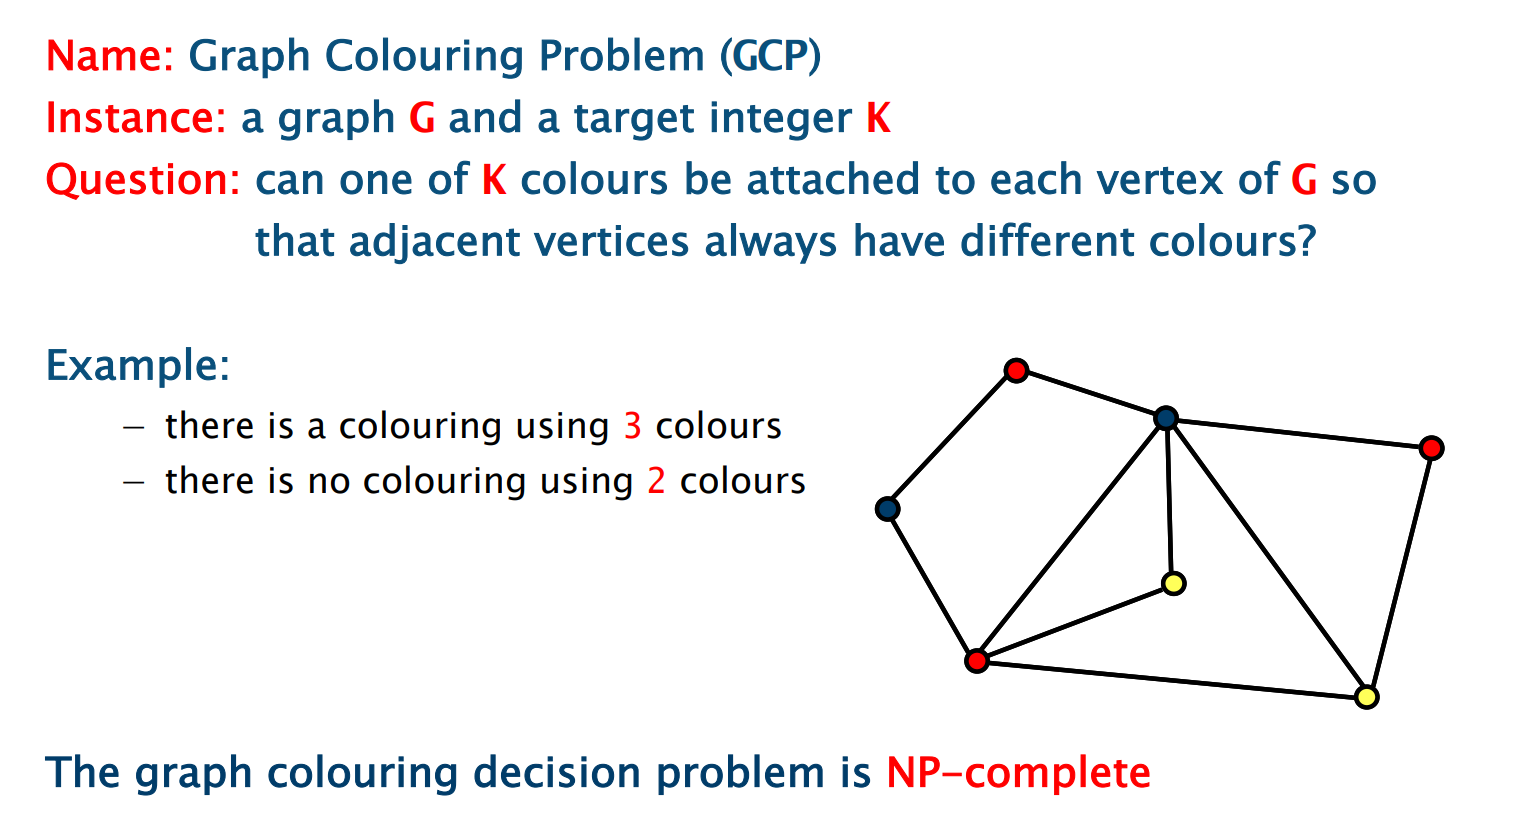 Name: Graph Colouring Problem (GCP)
Instance: a graph G and a target integer K
Question: can one of K colours be attached to each vertex of G so
that adjacent vertices always have different colours?
Example:
– there is a colouring using 3 colours
– there is no colouring using 2 colours
The graph colouring decision problem is NP-complete